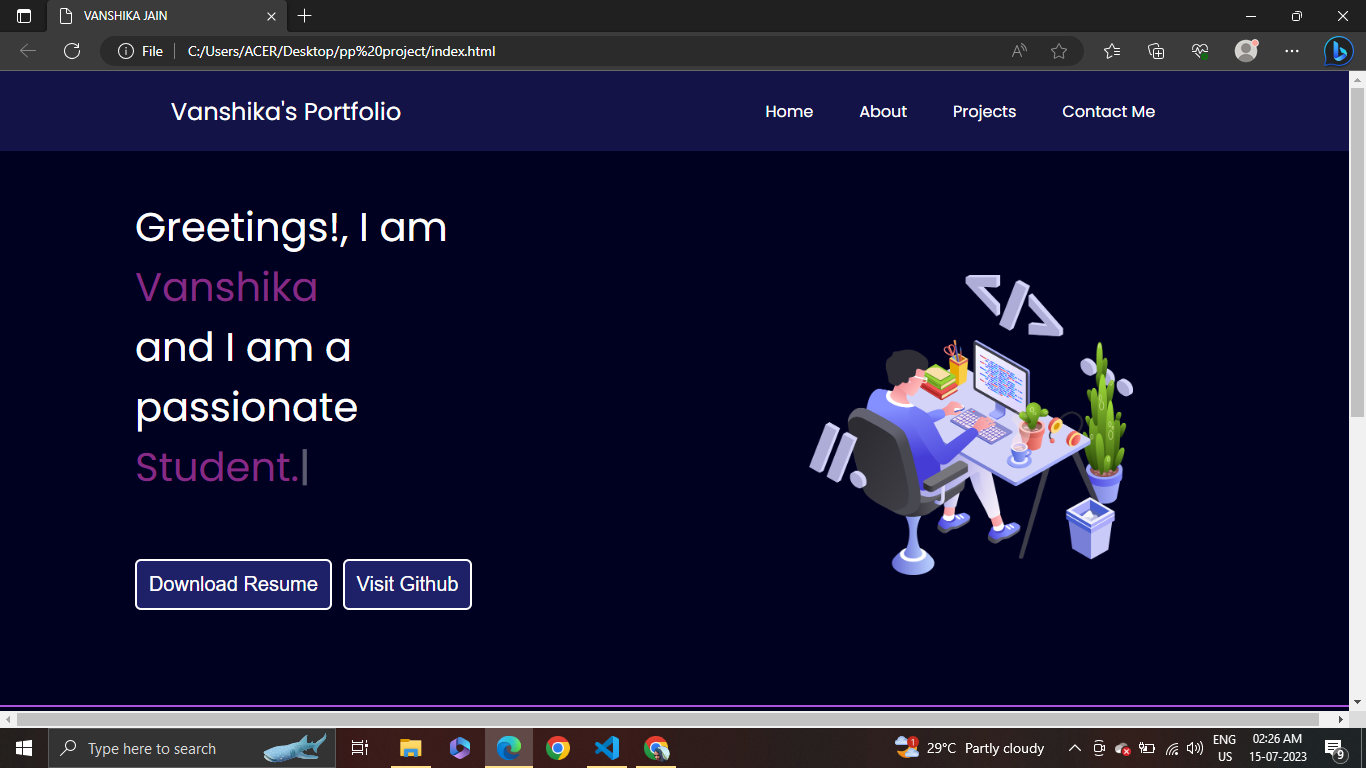 VANSHIKA JAIN
File
C:/Users/ACER/Desktop/pp%20project/index.html
Vanshika's Portfolio
Home
About
Projects
Contact Me
Greetings!, I am
Vanshika
and I am a
passionate
Student.|
Download Resume
Visit Github
Type here to search
29°C Partly cloudy
ENG
US
02:26 AM
15-07-2023
9